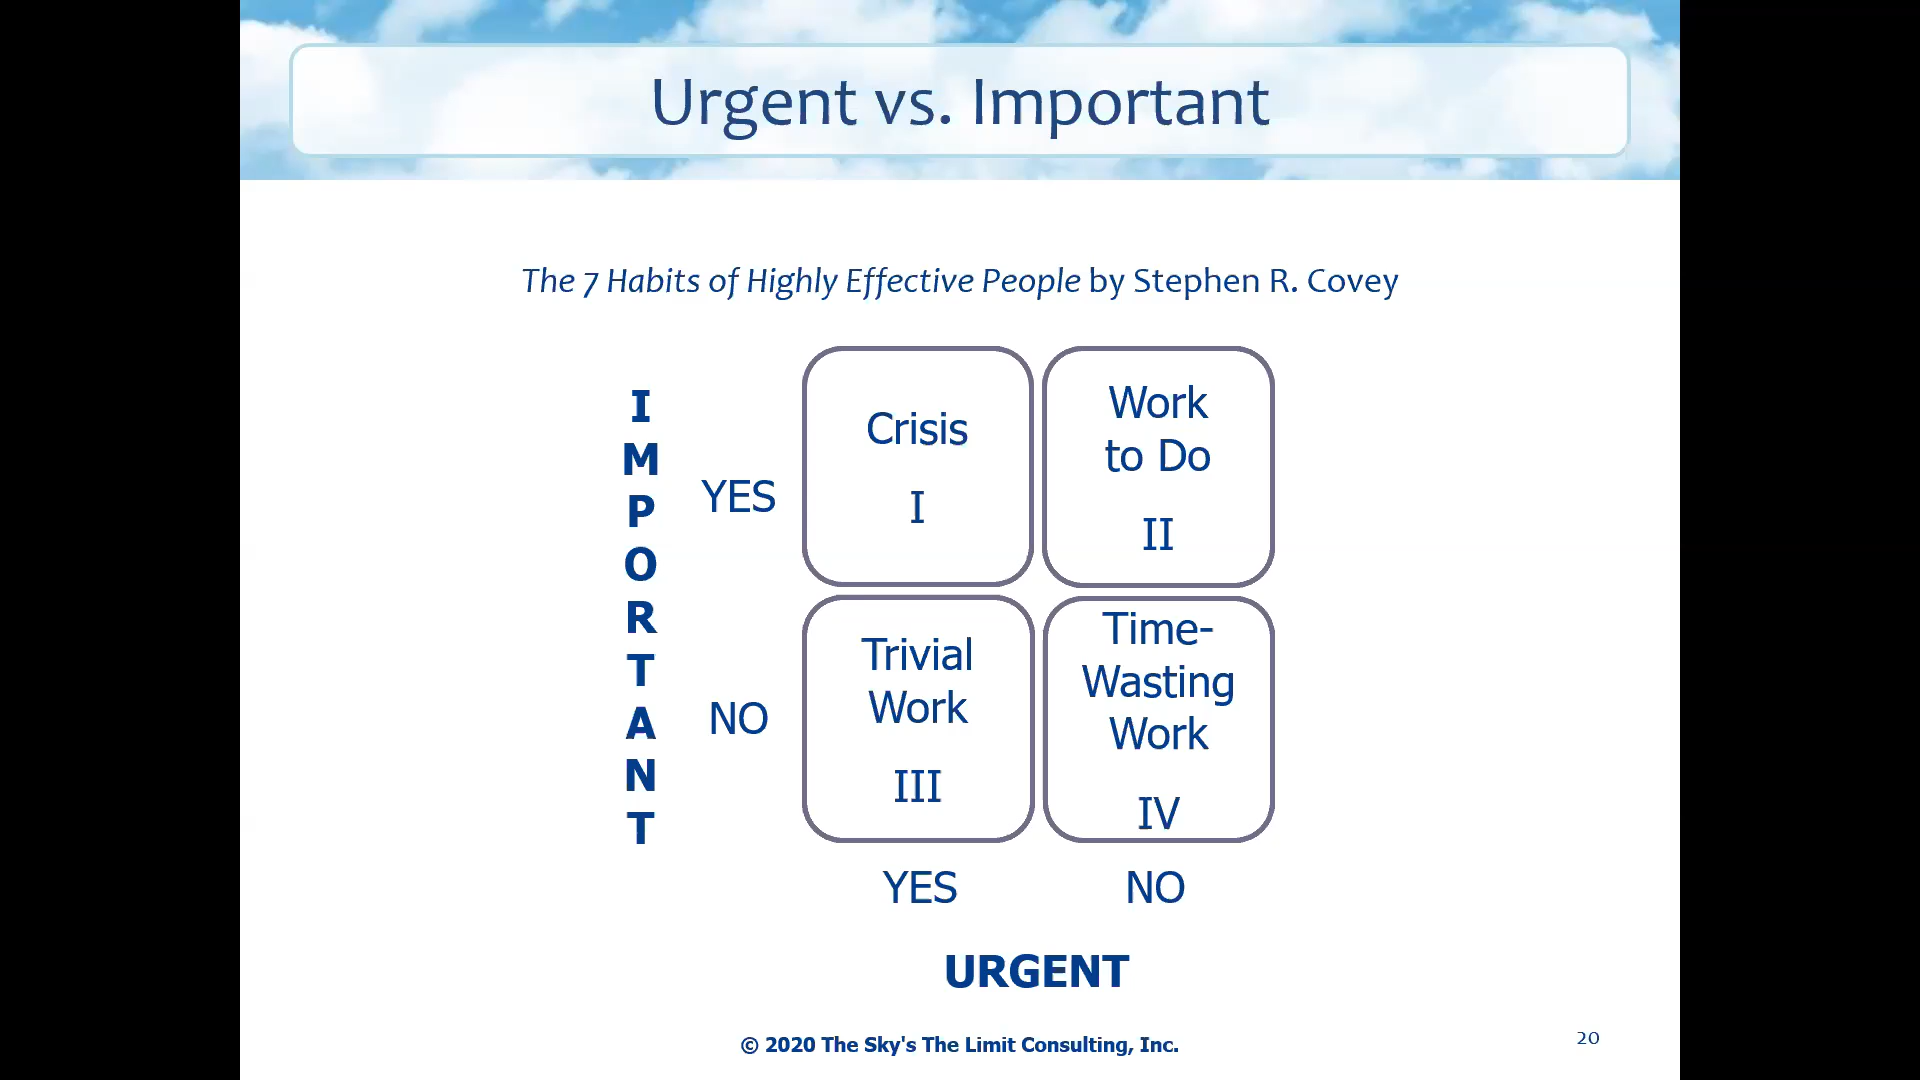 Urgent vs. Important
The 7 Habits of Highly Effective People by Stephen R. Covey
I
M
P
O
R
T
A
N
T
YES
Crisis
I
Work
to Do
II
NO
Trivial
Work
III
Time-
Wasting
Work
IV
YES
NO
URGENT
© 2020 The Sky's The Limit Consulting, Inc.
20